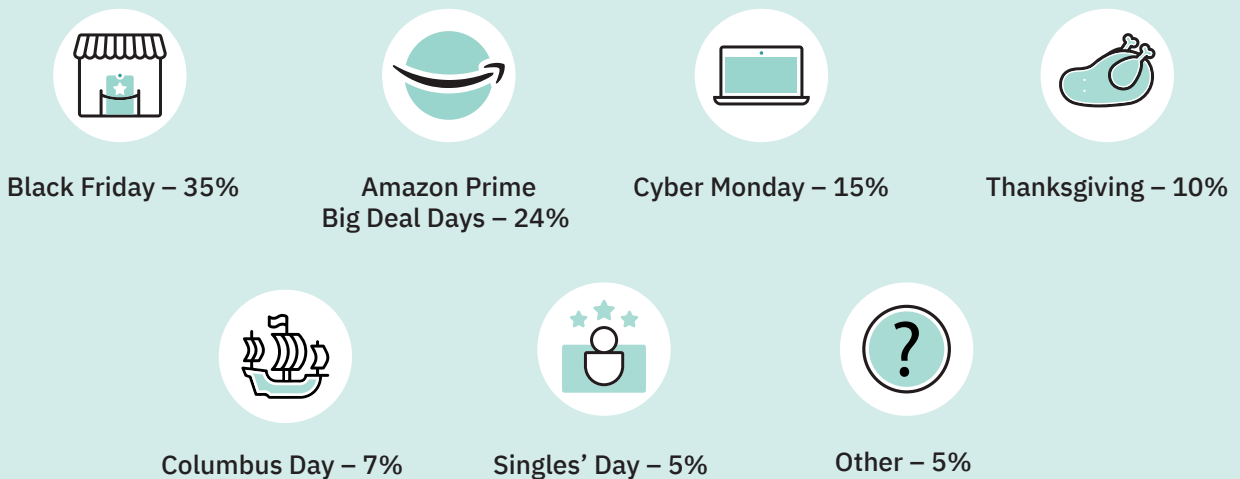 Black Friday – 35%
Amazon Prime
Big Deal Days – 24%
Cyber Monday – 15%
Thanksgiving – 10%
?
Columbus Day – 7%
Singles’ Day – 5%
Other – 5%